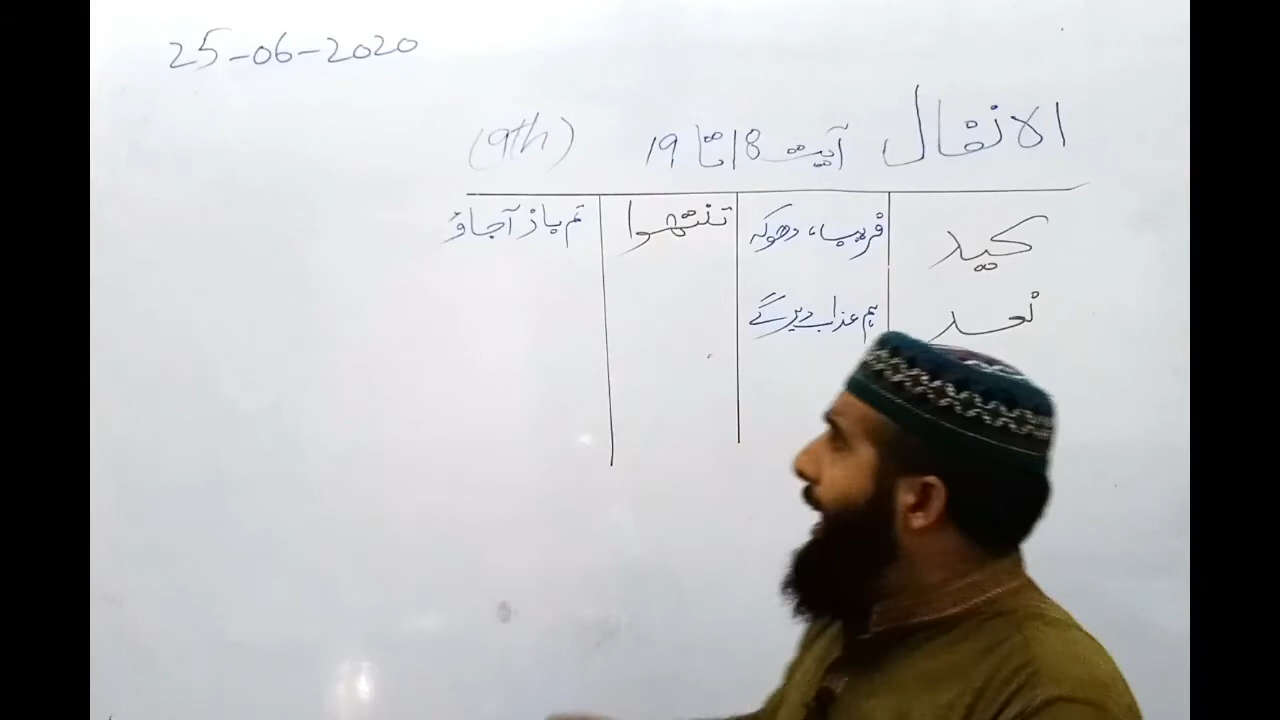 25-06-2020
الانفال آیت 18 تا 19 (9th)
کید فریب، دھوکہ تنتھوا تم باز آجاؤ
نعد ہم عذاب دیں گے